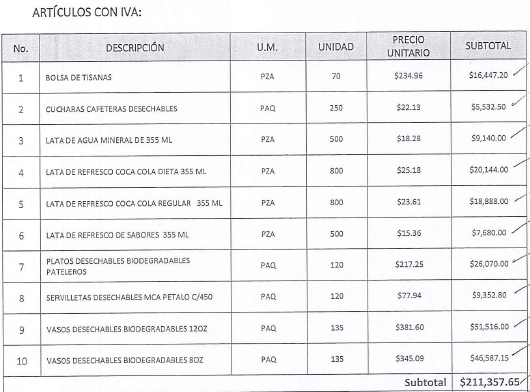 ARTÍCULOS CON IVA:
No. DESCRIPCIÓN U.M. UNIDAD PRECIO UNITARIO SUBTOTAL
1 BOLSA DE TISANAS PZA 70 $234.96 $16,447.20
2 CUCHARAS CAFETERAS DESECHABLES PAQ 250 $22.13 $5,532.50
3 LATA DE AGUA MINERAL DE 355 ML PZA 500 $18.28 $9,140.00
4 LATA DE REFRESCO COCA COLA DIETA 355 ML PZA 800 $25.18 $20,144.00
5 LATA DE REFRESCO COCA COLA REGULAR 355 ML PZA 800 $23.61 $18,888.00
6 LATA DE REFRESCO DE SABORES 355 ML PZA 500 $15.36 $7,680.00
7 PLATOS DESECHABLES BIODEGRADABLES PATELEROS PAQ 120 $217.25 $26,070.00
8 SERVILLETAS DESECHABLES MCA PETALO C/450 PAQ 120 $77.94 $9,352.80
9 VASOS DESECHABLES BIODEGRADABLES 12OZ PAQ 135 $381.60 $51,516.00
10 VASOS DESECHABLES BIODEGRADABLES 8OZ PAQ 135 $345.09 $46,587.15
Subtotal $211,357.65